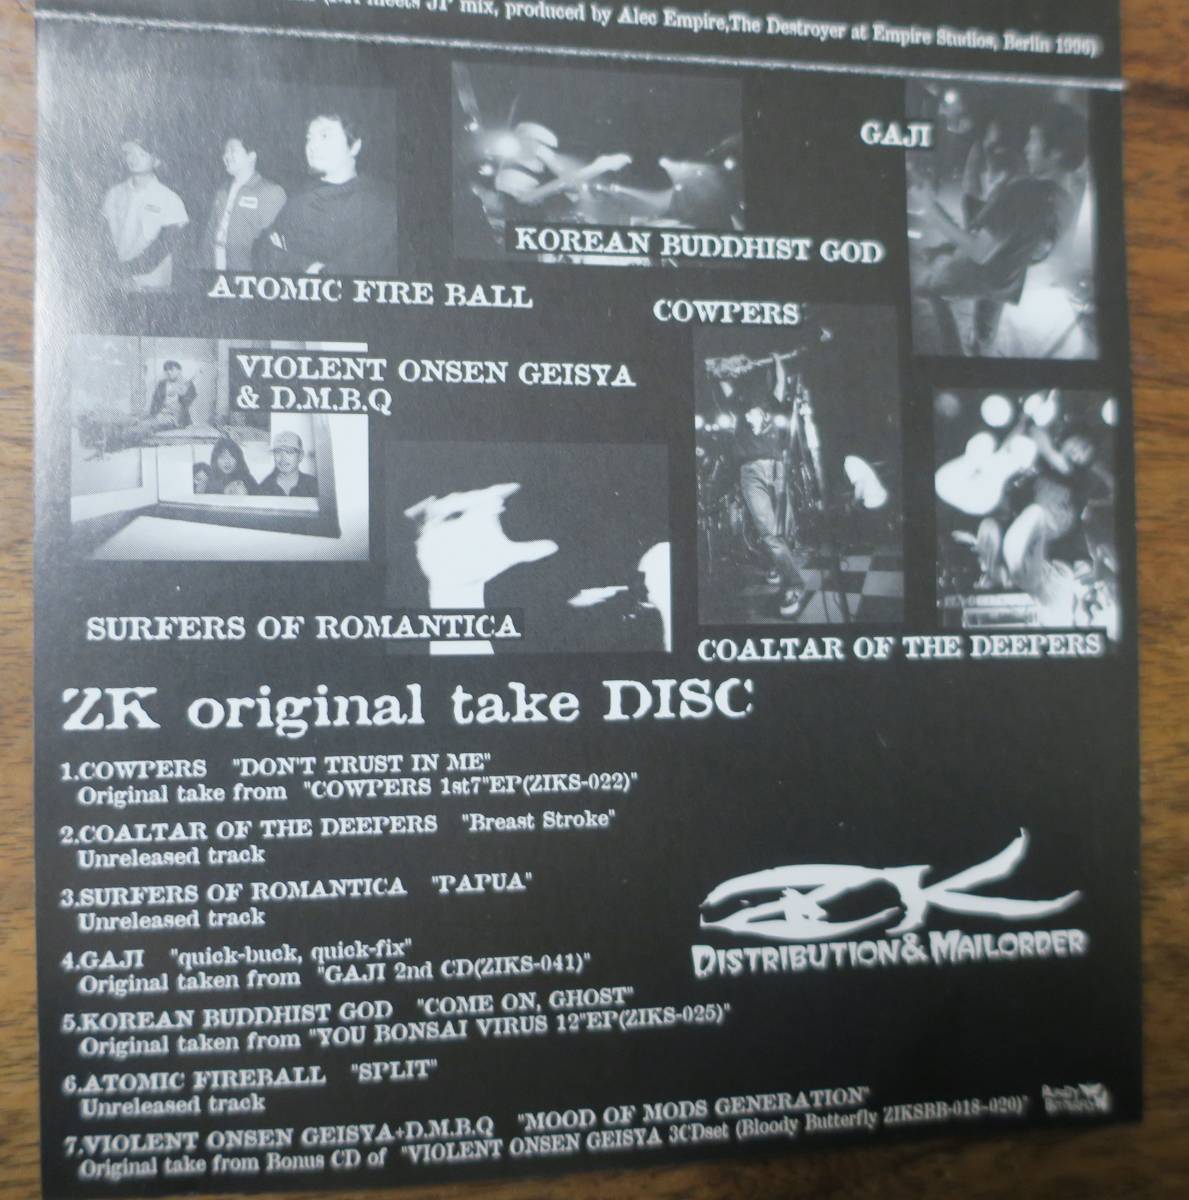 meets JP mix, produced by Alec Empire,The Destroyer at Empire Studios, Berlin 1996)
GAJI
KOREAN BUDDHIST GOD
ATOMIC FIRE BALL
COWPERS
VIOLENT ONSEN GEISYA
& D.M.B.Q
SURFERS OF ROMANTICA
COALTAR OF THE DEEPERS
ZK original take DISC
1.COWPERS "DON'T TRUST IN ME"
Original take from "COWPERS 1st7"EP(ZIKS-022)"
2.COALTAR OF THE DEEPERS "Breast Stroke"
Unreleased track
3.SURFERS OF ROMANTICA "PAPUA"
Unreleased track
4.GAJI "quick-buck, quick-fix"
Original taken from "GAJI 2nd CD(ZIKS-041)"
5.KOREAN BUDDHIST GOD "COME ON, GHOST"
Original taken from "YOU BONSAI VIRUS 12"EP(ZIKS-025)"
6.ATOMIC FIREBALL "SPLIT"
Unreleased track
7.VIOLENT ONSEN GEISYA+D.M.B.Q "MOOD OF MODS GENERATION"
Original take from Bonus CD of "VIOLENT ONSEN GEISYA 3CDset (Bloody Butterfly ZIKSBB-018-020)"
ZK
DISTRIBUTION & MAILORDER